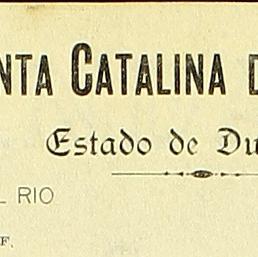 NTA CATALINA D
Estado de Du
L RIO
F.